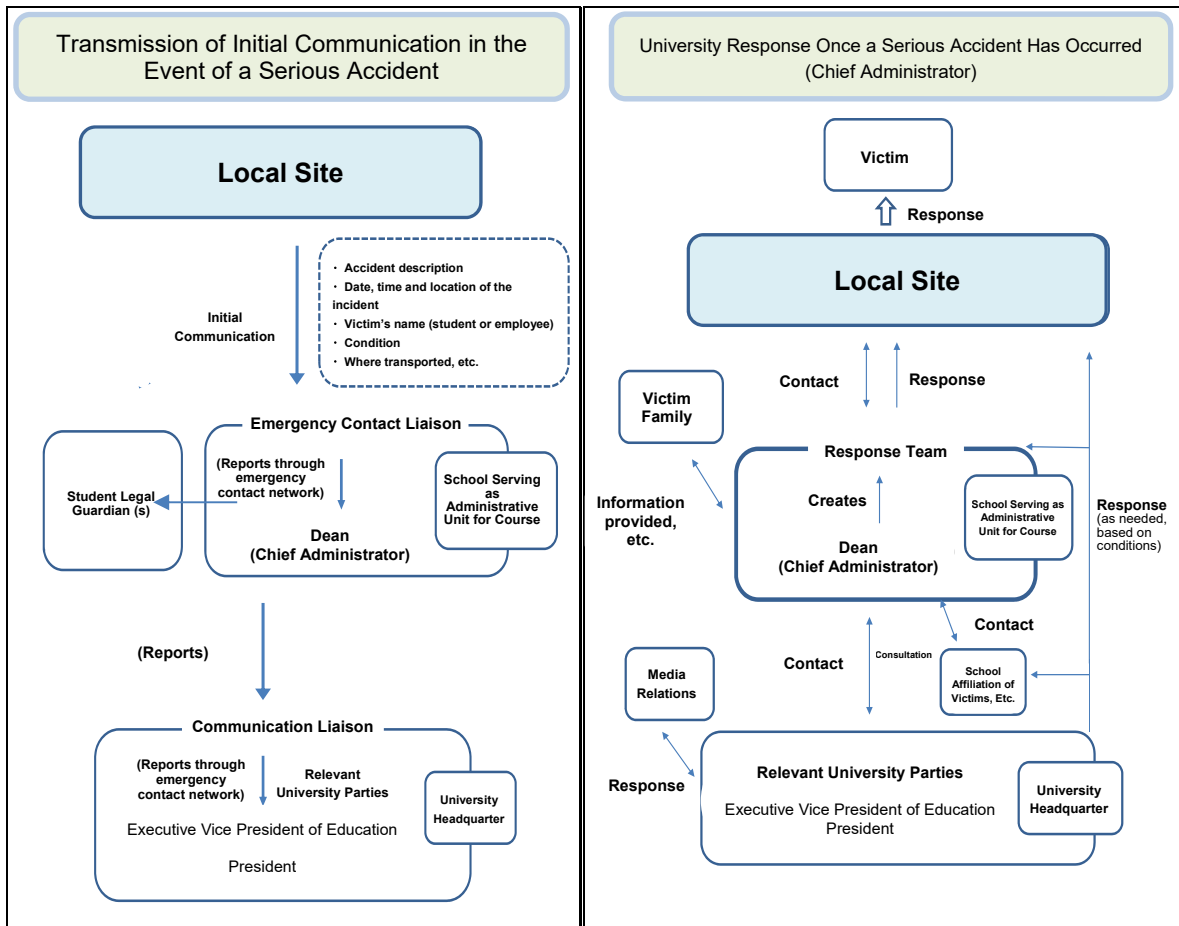 Transmission of Initial Communication in the
Event of a Serious Accident
Local Site
Initial
Communication
・ Accident description
・ Date, time and location of the
incident
・ Victim's name (student or employee)
・ Condition
・ Where transported, etc.
Emergency Contact Liaison
(Reports through
emergency
contact network)
School Serving
as
Administrative
Unit for Course
Student Legal
Guardian (s)
Dean
(Chief Administrator)
(Reports)
Communication Liaison
(Reports through
emergency
contact network)
Relevant
University Parties
University
Headquarter
Executive Vice President of Education
President
University Response Once a Serious Accident Has Occurred
(Chief Administrator)
Victim
Response
Local Site
Contact
Response
Victim
Family
Response Team
Information
provided,
etc.
Creates
School Serving as
Administrative
Unit for Course
Response
(as needed,
based on
conditions)
Dean
(Chief Administrator)
Contact
Contact
Consultation
School
Affiliation of
Victims, Etc.
Media
Relations
Response
Relevant University Parties
Executive Vice President of Education
President
University
Headquarter